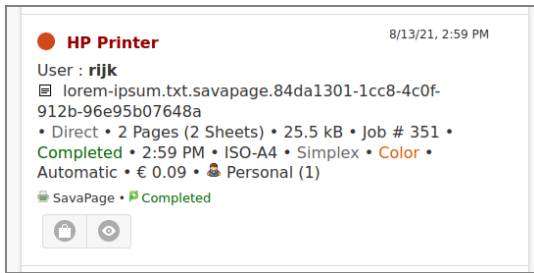 HP Printer 8/13/21, 2:59 PM
User : rijk
lorem-ipsum.txt.savapage.84da1301-1cc8-4c0f-
912b-96e95b07648a
• Direct • 2 Pages (2 Sheets) • 25.5 kB • Job # 351 •
Completed • 2:59 PM • ISO-A4 • Simplex • Color •
Automatic • € 0.09 • Personal (1)
SavaPage • Completed